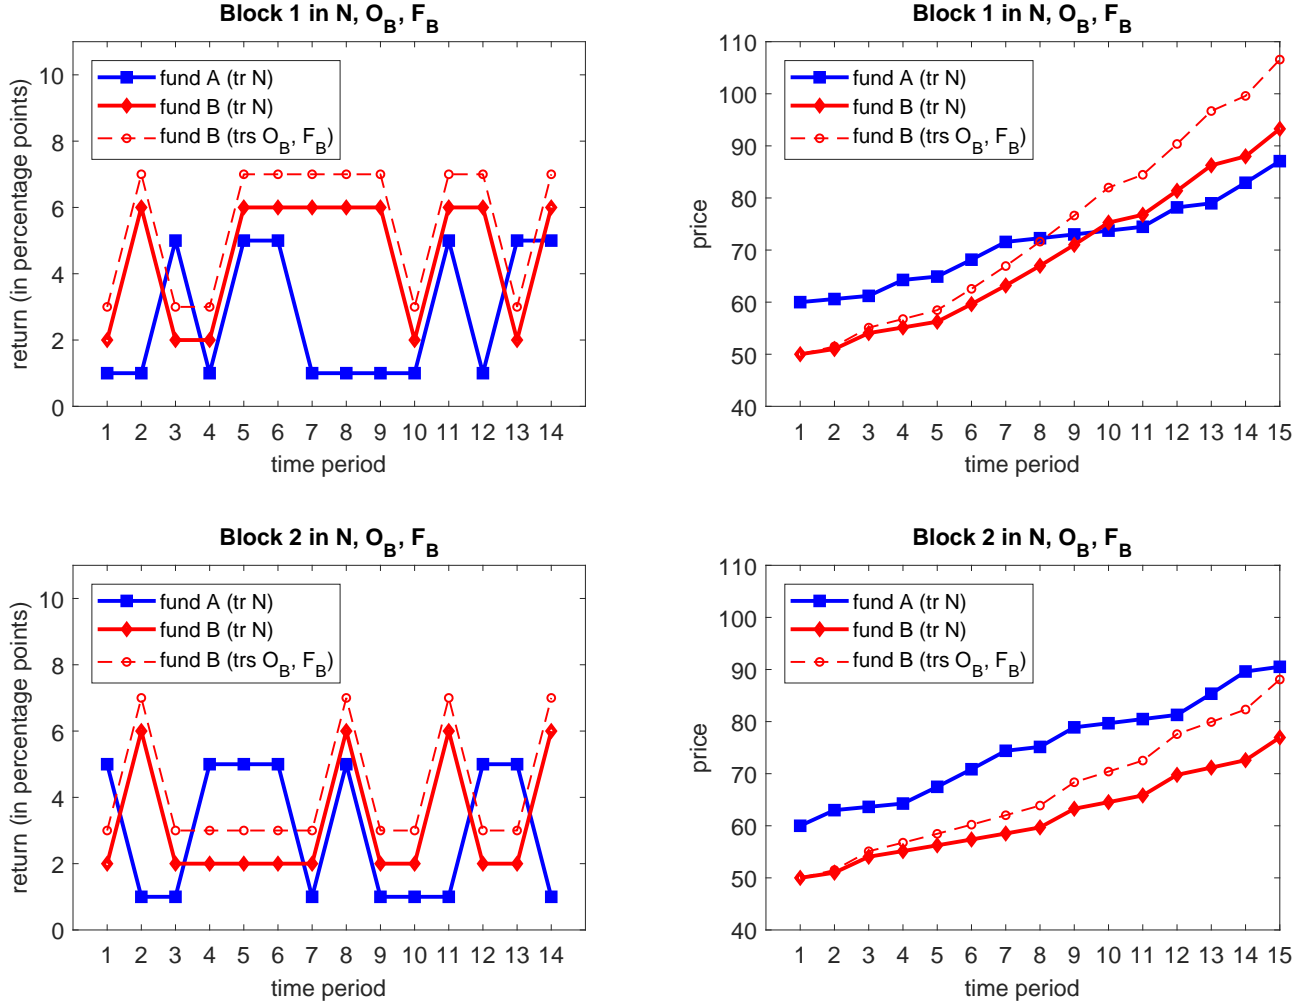 Block 1 in N, O_B, F_B
return (in percentage points)
10
8
6
4
2
0
fund A (tr N)
fund B (tr N)
fund B (trs O_B, F_B)
1 2 3 4 5 6 7 8 9 10 11 12 13 14
time period
Block 1 in N, O_B, F_B
price
110
100
90
80
70
60
50
40
fund A (tr N)
fund B (tr N)
fund B (trs O_B, F_B)
1 2 3 4 5 6 7 8 9 10 11 12 13 14 15
time period
Block 2 in N, O_B, F_B
return (in percentage points)
10
8
6
4
2
0
fund A (tr N)
fund B (tr N)
fund B (trs O_B, F_B)
1 2 3 4 5 6 7 8 9 10 11 12 13 14
time period
Block 2 in N, O_B, F_B
price
110
100
90
80
70
60
50
40
fund A (tr N)
fund B (tr N)
fund B (trs O_B, F_B)
1 2 3 4 5 6 7 8 9 10 11 12 13 14 15
time period